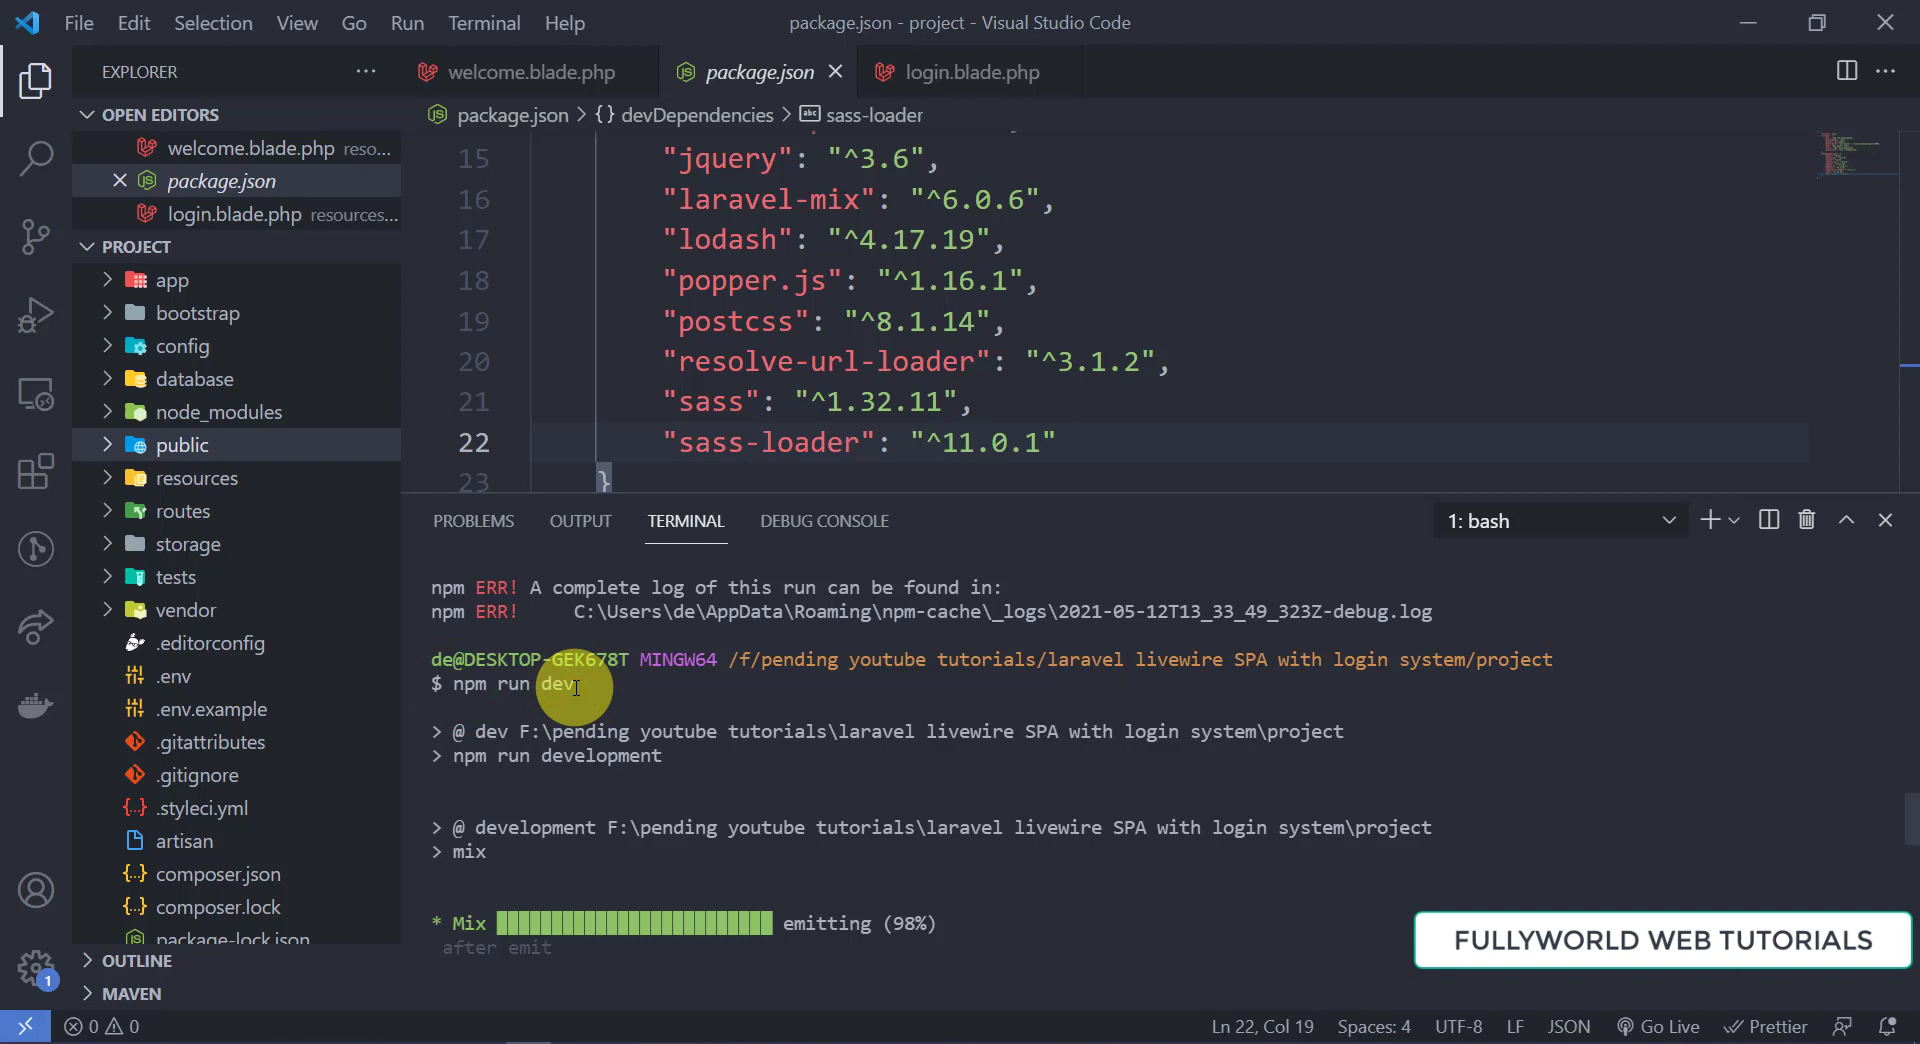 File Edit Selection View Go Run Terminal Help
package.json - project - Visual Studio Code
EXPLORER
welcome.blade.php
package.json
login.blade.php
OPEN EDITORS
welcome.blade.php reso...
package.json
login.blade.php resources...
PROJECT
app
bootstrap
config
database
node_modules
public
resources
routes
storage
tests
vendor
.editorconfig
.env
.env.example
.gitattributes
.gitignore
.styleci.yml
artisan
composer.json
composer.lock
package-lock.json
OUTLINE
MAVEN
package.json > {} devDependencies > abc sass-loader
15 "jquery": "^3.6",
16 "laravel-mix": "^6.0.6",
17 "lodash": "^4.17.19",
18 "popper.js": "^1.16.1",
19 "postcss": "^8.1.14",
20 "resolve-url-loader": "^3.1.2",
21 "sass": "^1.32.11",
22 "sass-loader": "^11.0.1"
23 }
PROBLEMS OUTPUT TERMINAL DEBUG CONSOLE
1: bash
npm ERR! A complete log of this run can be found in:
npm ERR! C:\Users\de\AppData\Roaming\npm-cache\_logs\2021-05-12T13_33_49_323Z-debug.log
de@DESKTOP-GEK678T MINGW64 /f/pending youtube tutorials/laravel livewire SPA with login system/project
$ npm run dev
> @ dev F:\pending youtube tutorials\laravel livewire SPA with login system\project
> npm run development
> @ development F:\pending youtube tutorials\laravel livewire SPA with login system\project
> mix
* Mix emitting (98%)
after emit
FULLYWORLD WEB TUTORIALS
1
0 0
Ln 22, Col 19 Spaces: 4 UTF-8 LF JSON Go Live Prettier